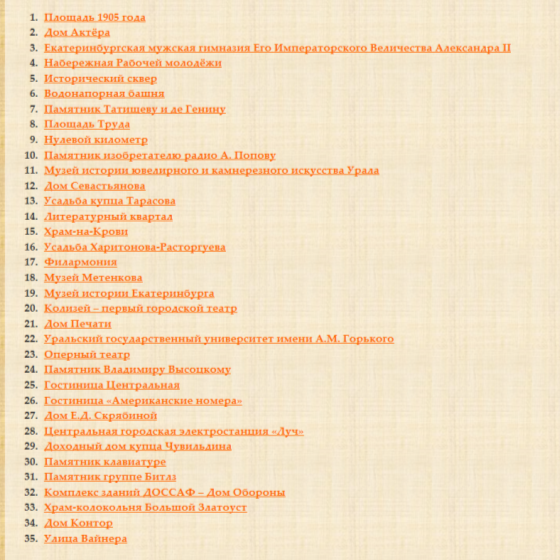 1. Площадь 1905 года
2. Дом Актёра
3. Екатеринбургская мужская гимназия Его Императорского Величества Александра II
4. Набережная Рабочей молодёжи
5. Исторический сквер
6. Водонапорная башня
7. Памятник Татищеву и де Генину
8. Площадь Труда
9. Нулевой километр
10. Памятник изобретателю радио А. Попову
11. Музей истории ювелирного и камнерезного искусства Урала
12. Дом Севастьянова
13. Усадьба купца Тарасова
14. Литературный квартал
15. Храм-на-Крови
16. Усадьба Харитонова-Расторгуева
17. Филармония
18. Музей Метенкова
19. Музей истории Екатеринбурга
20. Колизей – первый городской театр
21. Дом Печати
22. Уральский государственный университет имени А.М. Горького
23. Оперный театр
24. Памятник Владимиру Высоцкому
25. Гостиница Центральная
26. Гостиница «Американские номера»
27. Дом Е.Д. Скрябиной
28. Центральная городская электростанция «Луч»
29. Доходный дом купца Чувильдина
30. Памятник клавиатуре
31. Памятник группе Битлз
32. Комплекс зданий ДОССАФ – Дом Обороны
33. Храм-колокольня Большой Златоуст
34. Дом Контор
35. Улица Вайнера